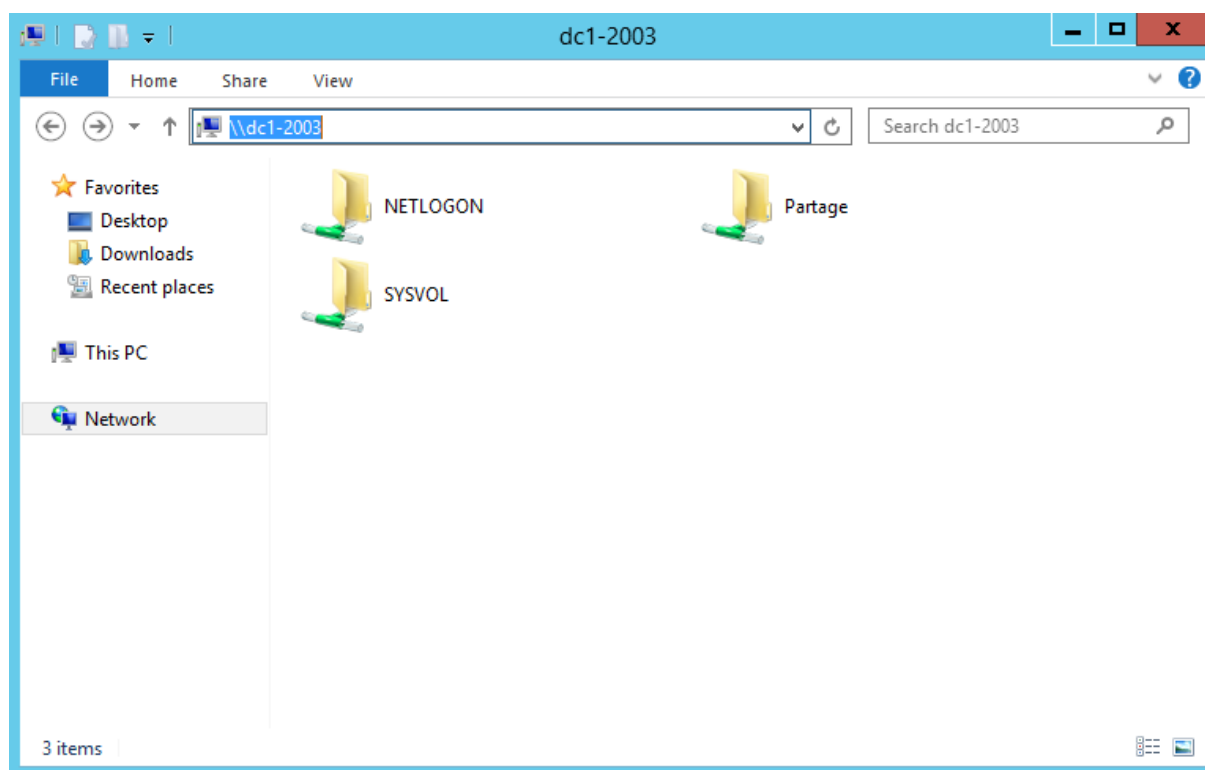 dc1-2003
File Home Share View
\\dc1-2003
Search dc1-2003
Favorites
Desktop
Downloads
Recent places
This PC
Network
NETLOGON
Partage
SYSVOL
3 items